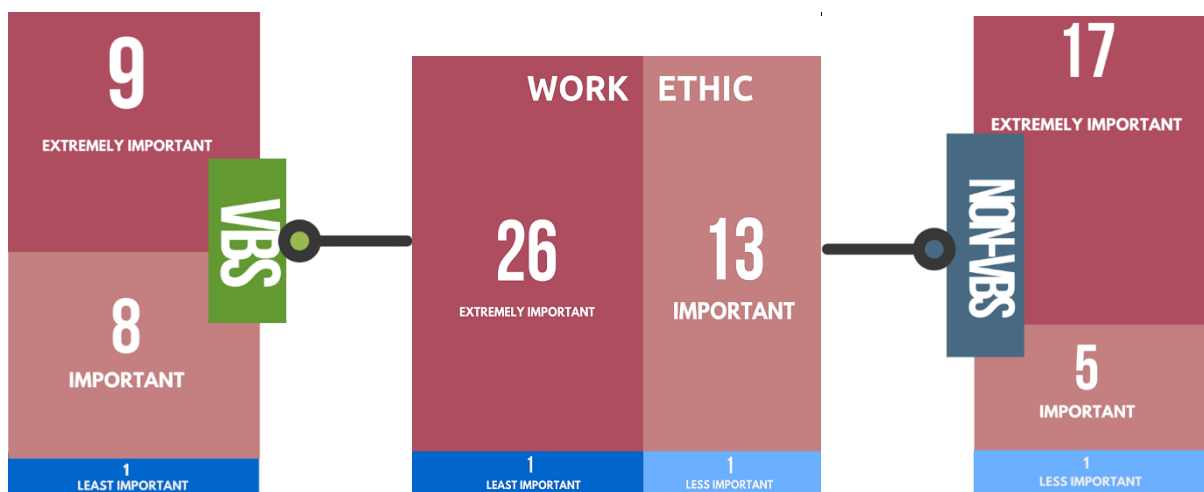 9
EXTREMELY IMPORTANT
8
IMPORTANT
1
LEAST IMPORTANT
VBS
WORK ETHIC
26
EXTREMELY IMPORTANT
13
IMPORTANT
1
LEAST IMPORTANT
1
LESS IMPORTANT
NON-VBS
17
EXTREMELY IMPORTANT
5
IMPORTANT
1
LESS IMPORTANT